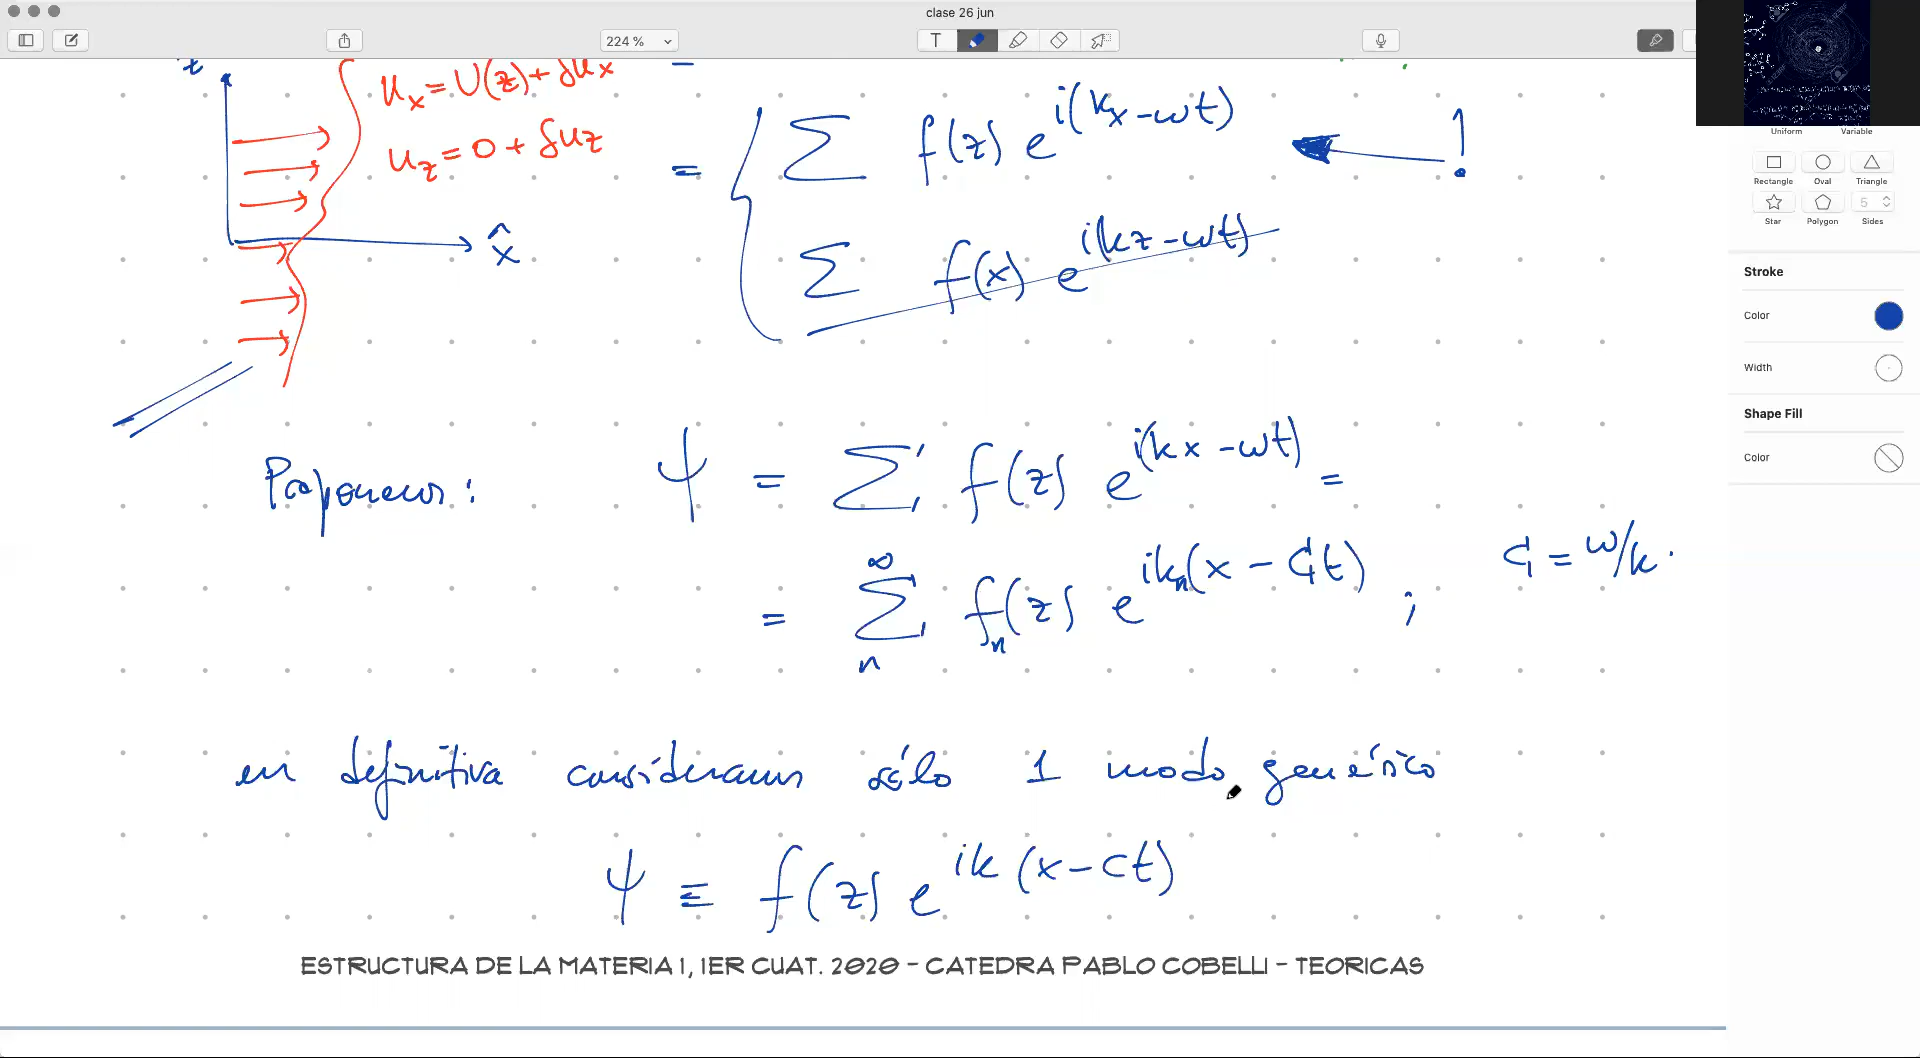 clase 26 jun
224 %
T
Uniform Variable
Rectangle Oval Triangle
5
Star Polygon Sides
Stroke
Color
Width
Shape Fill
Color
z
u_x = U(z) + δu_x =
u_z = 0 + δu_z
= { Σ f(z) e^{i(kx - ωt)} ← !
Σ f(x) e^{i(kz - ωt)}
x̂
Proponemos: ψ = Σ f(z) e^{i(kx - ωt)} =
= Σ_n^∞ f_n(z) e^{ik_n(x - Ct)} ; C = ω/k.
en definitiva consideramos sólo 1 modo genérico
ψ ≡ f(z) e^{ik(x - ct)}
ESTRUCTURA DE LA MATERIA 1, 1ER CUAT. 2020 - CATEDRA PABLO COBELLI - TEORICAS